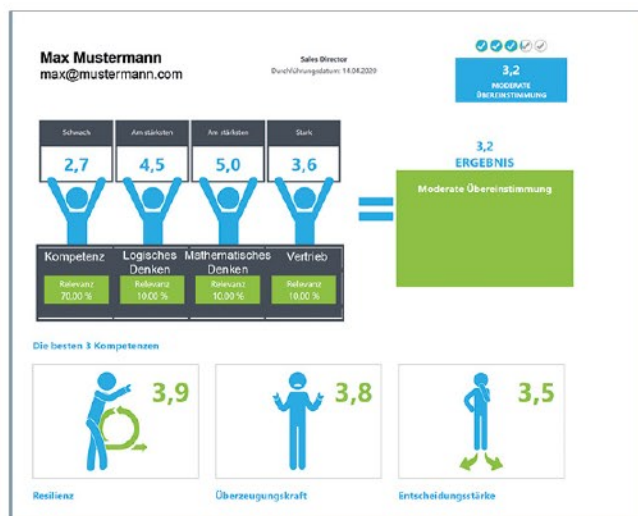 Max Mustermann
max@mustermann.com
Sales Director
Durchführungsdatum: 14.04.2020
3,2
MODERATE
ÜBEREINSTIMMUNG
Schwach
Am stärksten
Am stärksten
Stark
2,7
4,5
5,0
3,6
3,2
ERGEBNIS
Moderate Übereinstimmung
Kompetenz
Logisches
Denken
Mathematisches
Denken
Vertrieb
Relevanz
70,00 %
Relevanz
10,00 %
Relevanz
10,00 %
Relevanz
10,00 %
Die besten 3 Kompetenzen
3,9
3,8
3,5
Resilienz
Überzeugungskraft
Entscheidungsstärke